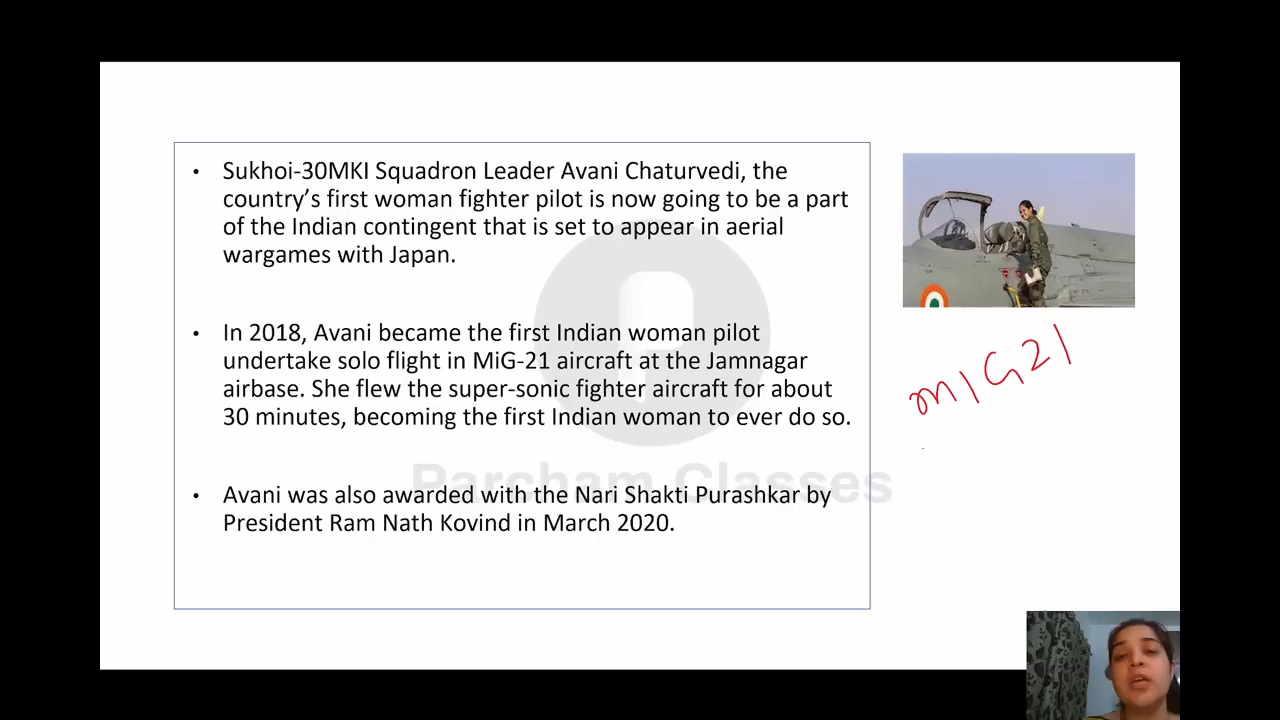 • Sukhoi-30MKI Squadron Leader Avani Chaturvedi, the
country's first woman fighter pilot is now going to be a part
of the Indian contingent that is set to appear in aerial
wargames with Japan.
• In 2018, Avani became the first Indian woman pilot
undertake solo flight in MiG-21 aircraft at the Jamnagar
airbase. She flew the super-sonic fighter aircraft for about
30 minutes, becoming the first Indian woman to ever do so.
• Avani was also awarded with the Nari Shakti Purashkar by
President Ram Nath Kovind in March 2020.
Parcham Classes
MIG21